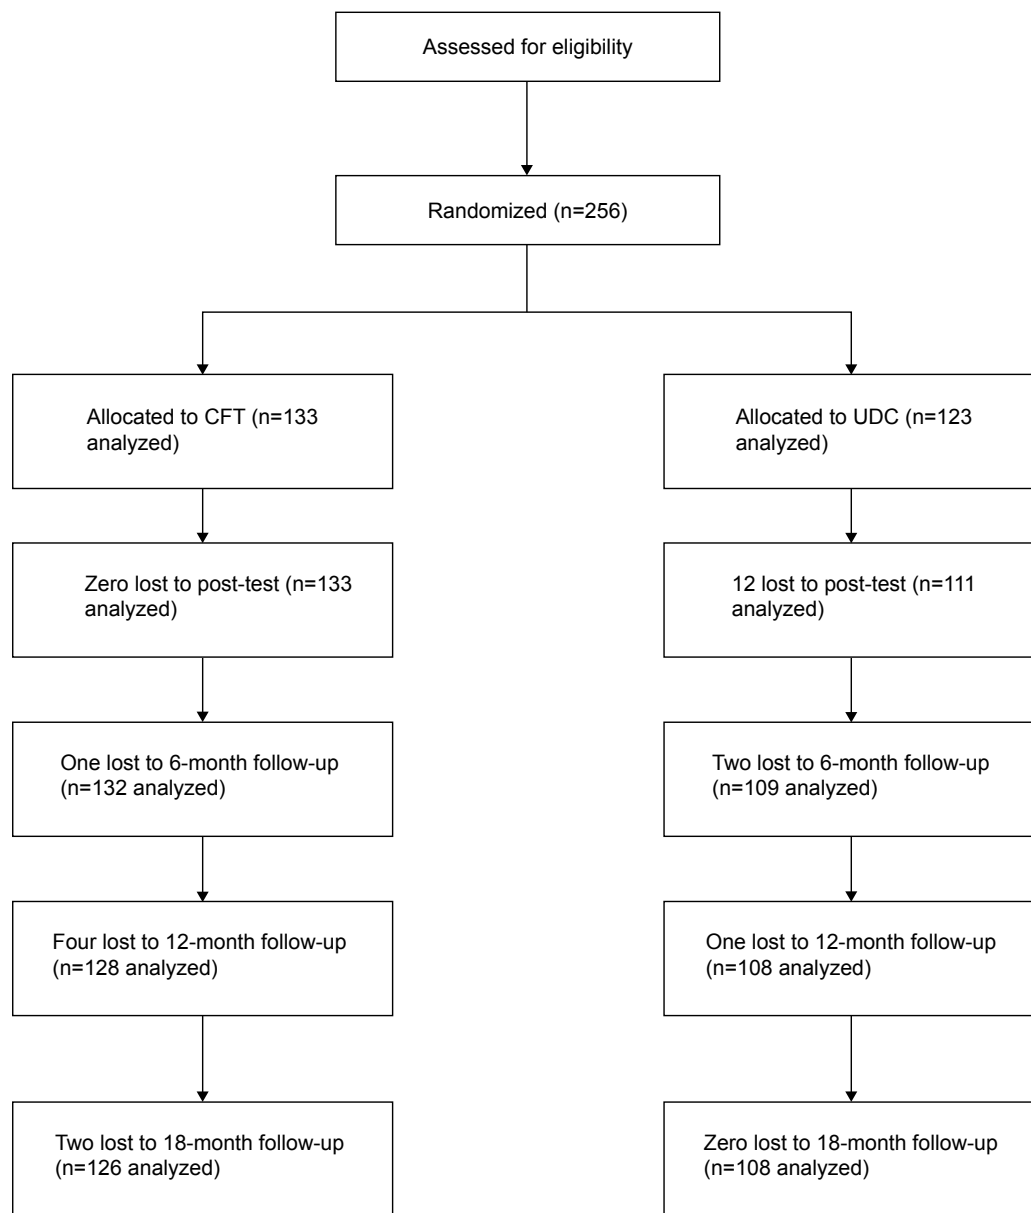 Assessed for eligibility
Randomized (n=256)
Allocated to CFT (n=133
analyzed)
Allocated to UDC (n=123
analyzed)
Zero lost to post-test (n=133
analyzed)
12 lost to post-test (n=111
analyzed)
One lost to 6-month follow-up
(n=132 analyzed)
Two lost to 6-month follow-up
(n=109 analyzed)
Four lost to 12-month follow-up
(n=128 analyzed)
One lost to 12-month follow-up
(n=108 analyzed)
Two lost to 18-month follow-up
(n=126 analyzed)
Zero lost to 18-month follow-up
(n=108 analyzed)